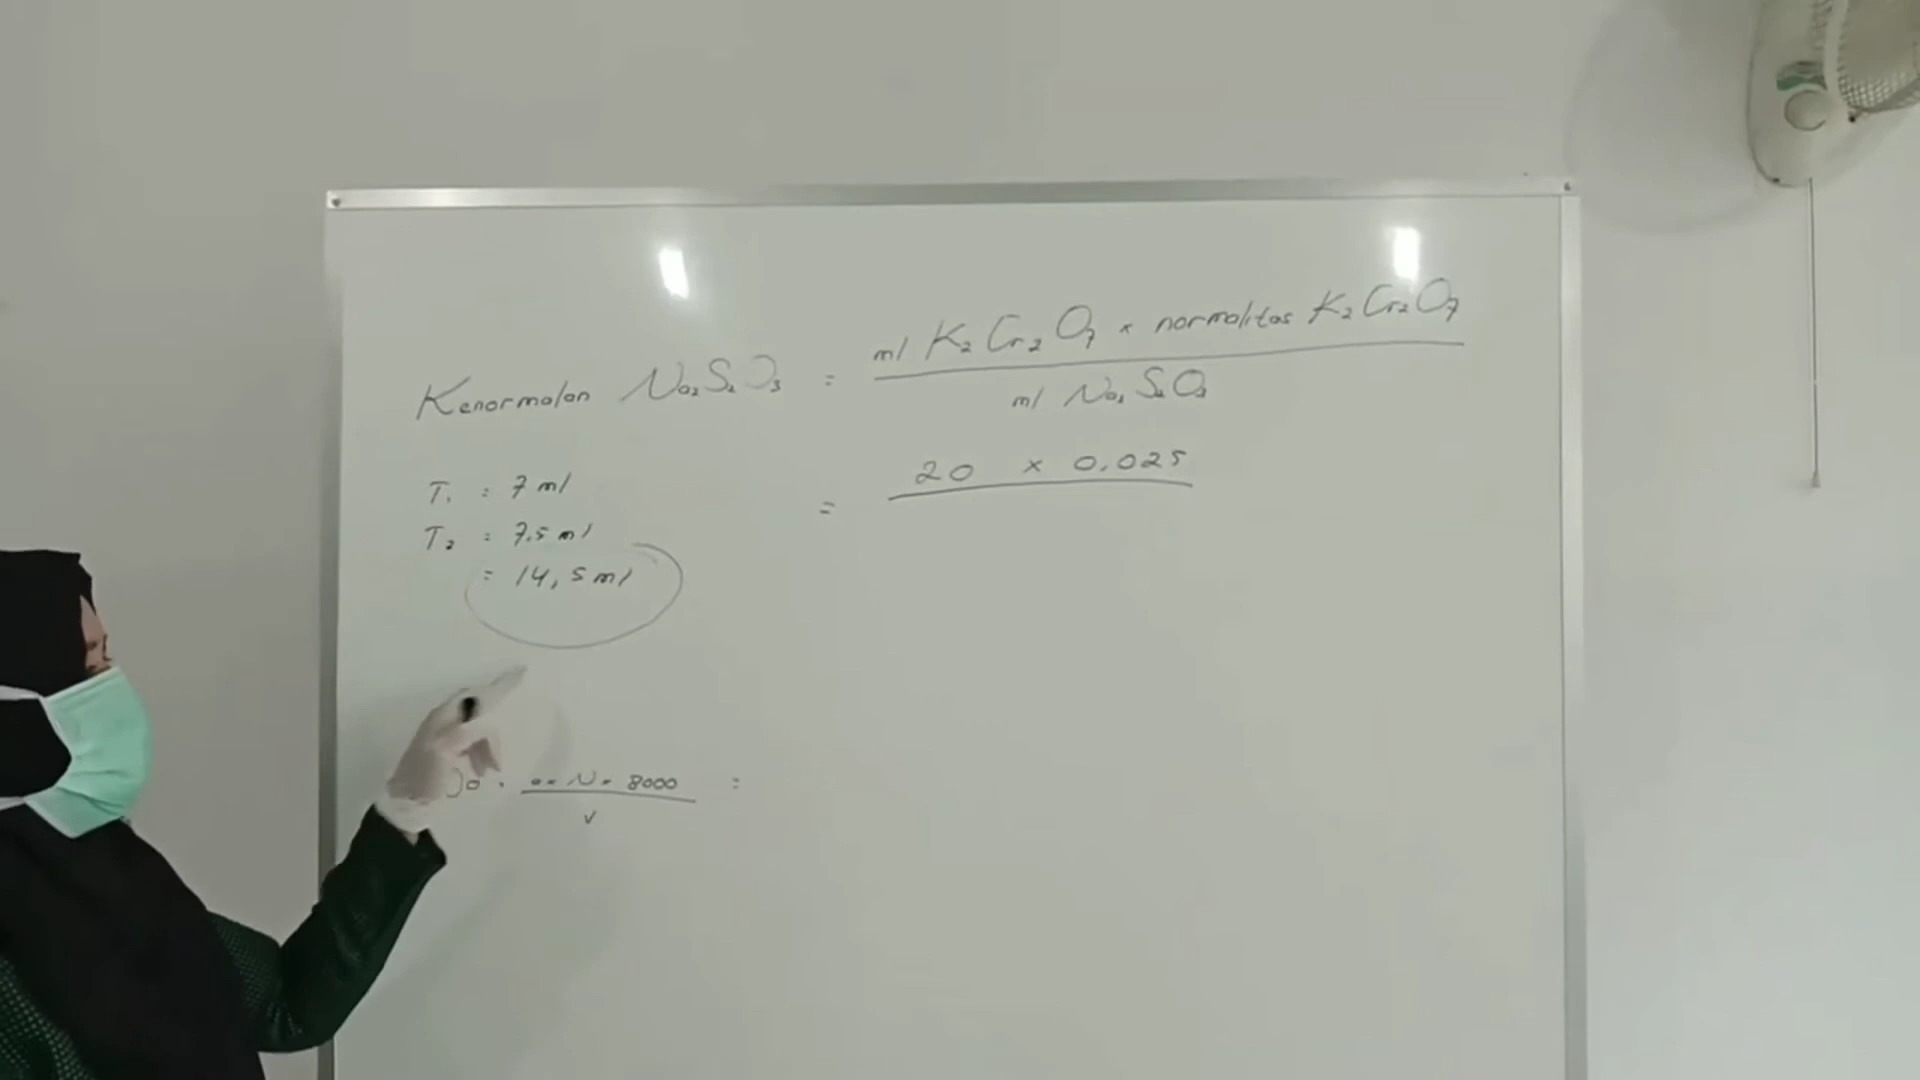 ml K₂Cr₂O₇ × normalitas K₂Cr₂O₇
Kenormalan Na₂S₂O₃ =
ml Na₂S₂O₃
T₁ : 7 ml
= 20 × 0.025
T₂ : 7.5 ml
= 14,5 ml
× N × 8000 =
v